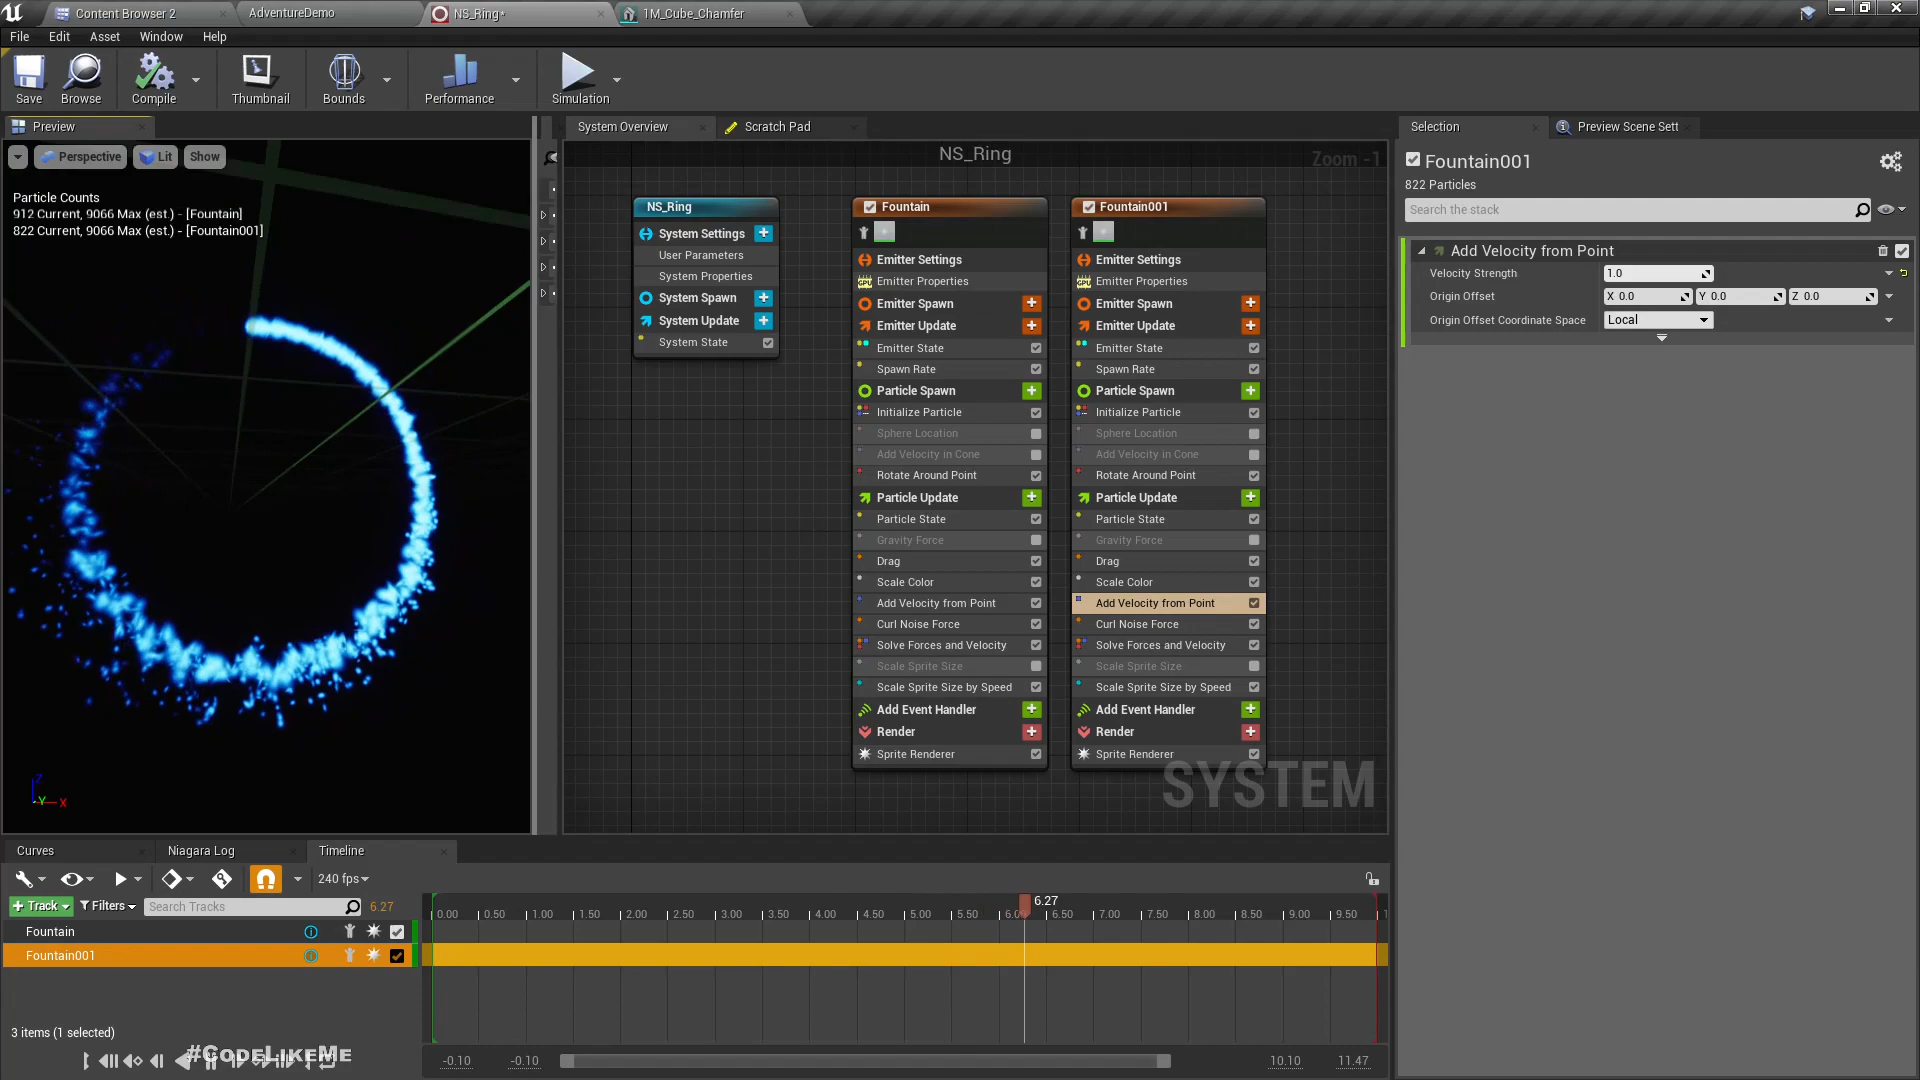 Content Browser 2
AdventureDemo
NS_Ring*
1M_Cube_Chamfer
File Edit Asset Window Help
Save Browse Compile Thumbnail Bounds Performance Simulation
Preview
System Overview
Scratch Pad
Selection
Preview Scene Sett
Perspective Lit Show
NS_Ring
Zoom -1
Fountain001
822 Particles
Search the stack
Particle Counts
912 Current, 9066 Max (est.) - [Fountain]
822 Current, 9066 Max (est.) - [Fountain001]
Add Velocity from Point
Velocity Strength 1.0
Origin Offset X 0.0 Y 0.0 Z 0.0
Origin Offset Coordinate Space Local
NS_Ring
System Settings
User Parameters
System Properties
System Spawn
System Update
System State
Fountain
Emitter Settings
GPU Emitter Properties
Emitter Spawn
Emitter Update
Emitter State
Spawn Rate
Particle Spawn
Initialize Particle
Sphere Location
Add Velocity in Cone
Rotate Around Point
Particle Update
Particle State
Gravity Force
Drag
Scale Color
Add Velocity from Point
Curl Noise Force
Solve Forces and Velocity
Scale Sprite Size
Scale Sprite Size by Speed
Add Event Handler
Render
Sprite Renderer
Fountain001
Emitter Settings
GPU Emitter Properties
Emitter Spawn
Emitter Update
Emitter State
Spawn Rate
Particle Spawn
Initialize Particle
Sphere Location
Add Velocity in Cone
Rotate Around Point
Particle Update
Particle State
Gravity Force
Drag
Scale Color
Add Velocity from Point
Curl Noise Force
Solve Forces and Velocity
Scale Sprite Size
Scale Sprite Size by Speed
Add Event Handler
Render
Sprite Renderer
SYSTEM
Z
Y X
Curves
Niagara Log
Timeline
240 fps
+ Track Filters Search Tracks 6.27
6.27
0.00 0.50 1.00 1.50 2.00 2.50 3.00 3.50 4.00 4.50 5.00 5.50 6.0 6.50 7.00 7.50 8.00 8.50 9.00 9.50
Fountain
Fountain001
3 items (1 selected)
#CodeLikeMe
-0.10 -0.10 10.10 11.47